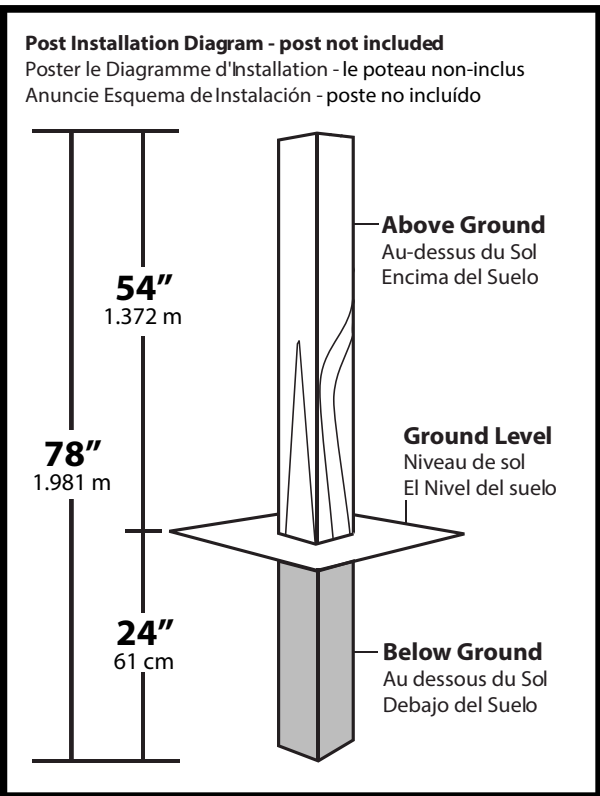 Post Installation Diagram - post not included
Poster le Diagramme d'Installation - le poteau non-inclus
Anuncie Esquema de Instalación - poste no incluído
Above Ground
Au-dessus du Sol
Encima del Suelo
54”
1.372 m
78”
1.981 m
Ground Level
Niveau de sol
El Nivel del suelo
24”
61 cm
Below Ground
Au dessous du Sol
Debajo del Suelo